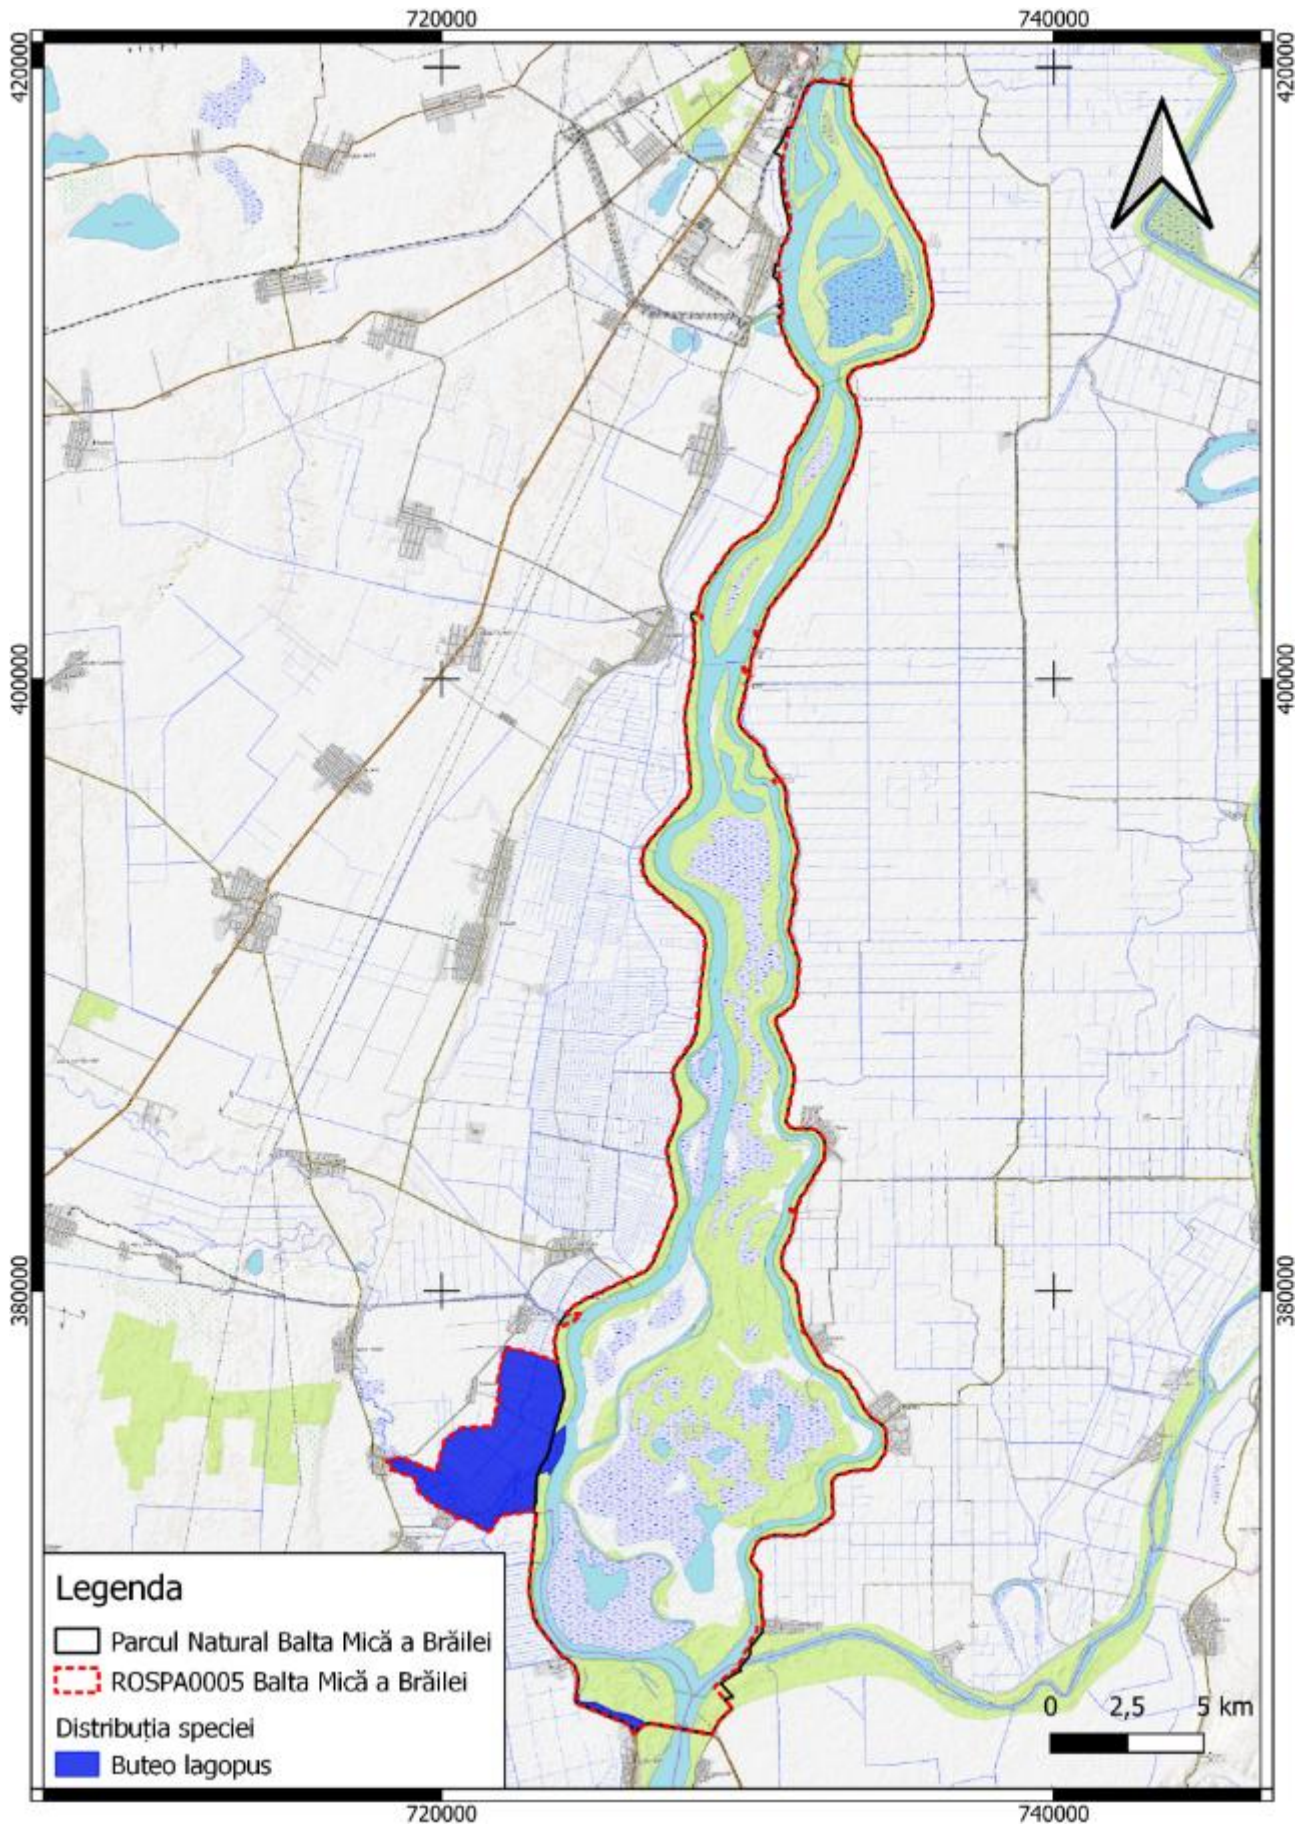 720000
740000
420000
420000
400000
400000
380000
380000
Legenda
Parcul Natural Balta Mică a Brăilei
ROSPA0005 Balta Mică a Brăilei
Distribuția speciei
Buteo lagopus
0 2,5 5 km
720000
740000